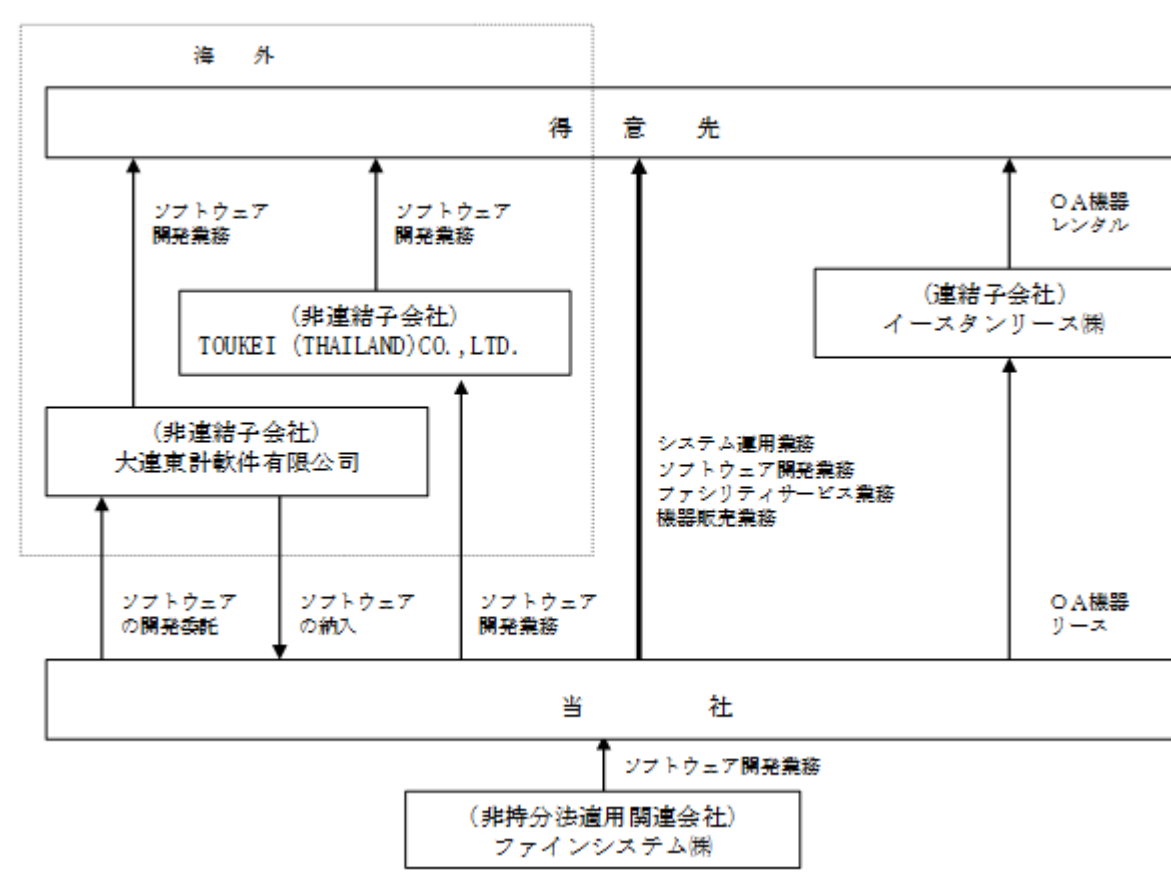 海 外
得 意 先
ソフトウェア
開発業務
ソフトウェア
開発業務
ＯＡ機器
レンタル
(非連結子会社)
TOUKEI (THAILAND)CO.,LTD.
(連結子会社)
イースタンリース㈱
(非連結子会社)
大連東計軟件有限公司
システム運用業務
ソフトウェア開発業務
ファシリティサービス業務
機器販売業務
ソフトウェア
の開発委託
ソフトウェア
の納入
ソフトウェア
開発業務
ＯＡ機器
リース
当 社
ソフトウェア開発業務
(非持分法適用関連会社)
ファインシステム㈱